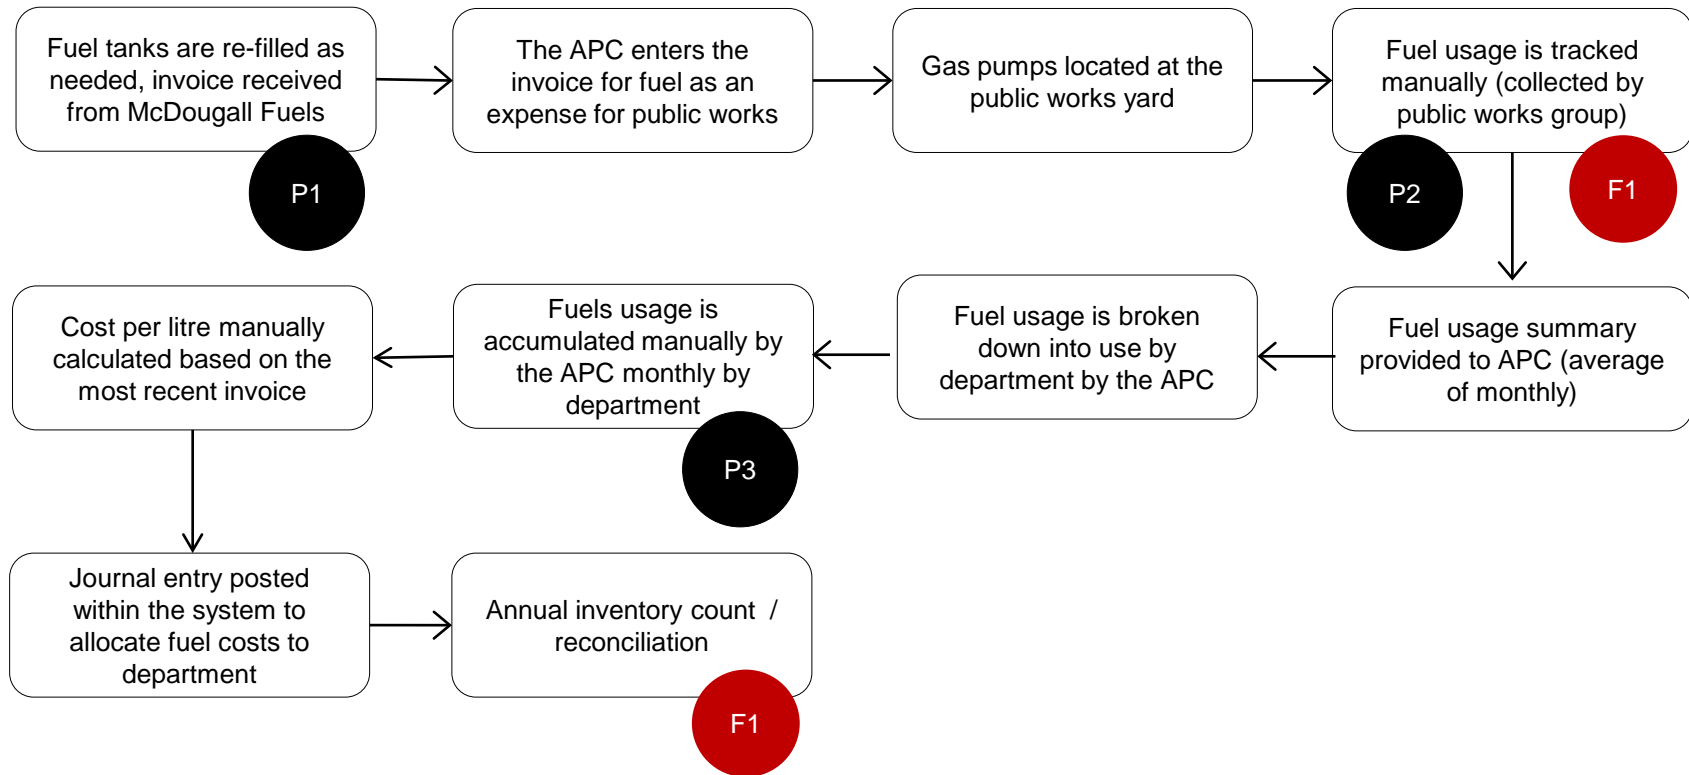 Fuel tanks are re-filled as
needed, invoice received
from McDougall Fuels
P1
The APC enters the
invoice for fuel as an
expense for public works
Gas pumps located at the
public works yard
Fuel usage is tracked
manually (collected by
public works group)
P2
F1
Fuel usage summary
provided to APC (average
of monthly)
Fuel usage is broken
down into use by
department by the APC
Fuels usage is
accumulated manually by
the APC monthly by
department
P3
Cost per litre manually
calculated based on the
most recent invoice
Journal entry posted
within the system to
allocate fuel costs to
department
Annual inventory count /
reconciliation
F1